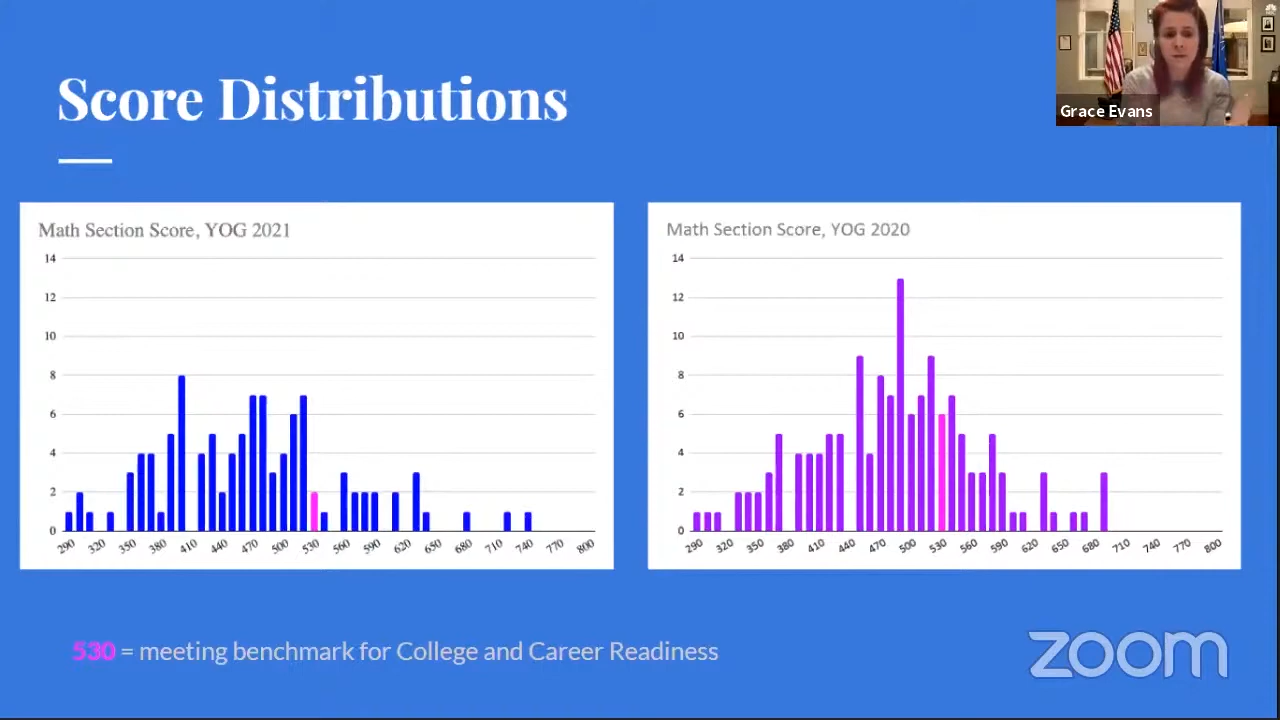 Score Distributions
Grace Evans
Math Section Score, YOG 2021
14
12
10
8
6
4
2
0
290 320 350 380 410 440 470 500 530 560 590 620 650 680 710 740 770 800
Math Section Score, YOG 2020
14
12
10
8
6
4
2
0
290 320 350 380 410 440 470 500 530 560 590 620 650 680 710 740 770 800
530 = meeting benchmark for College and Career Readiness
zoom